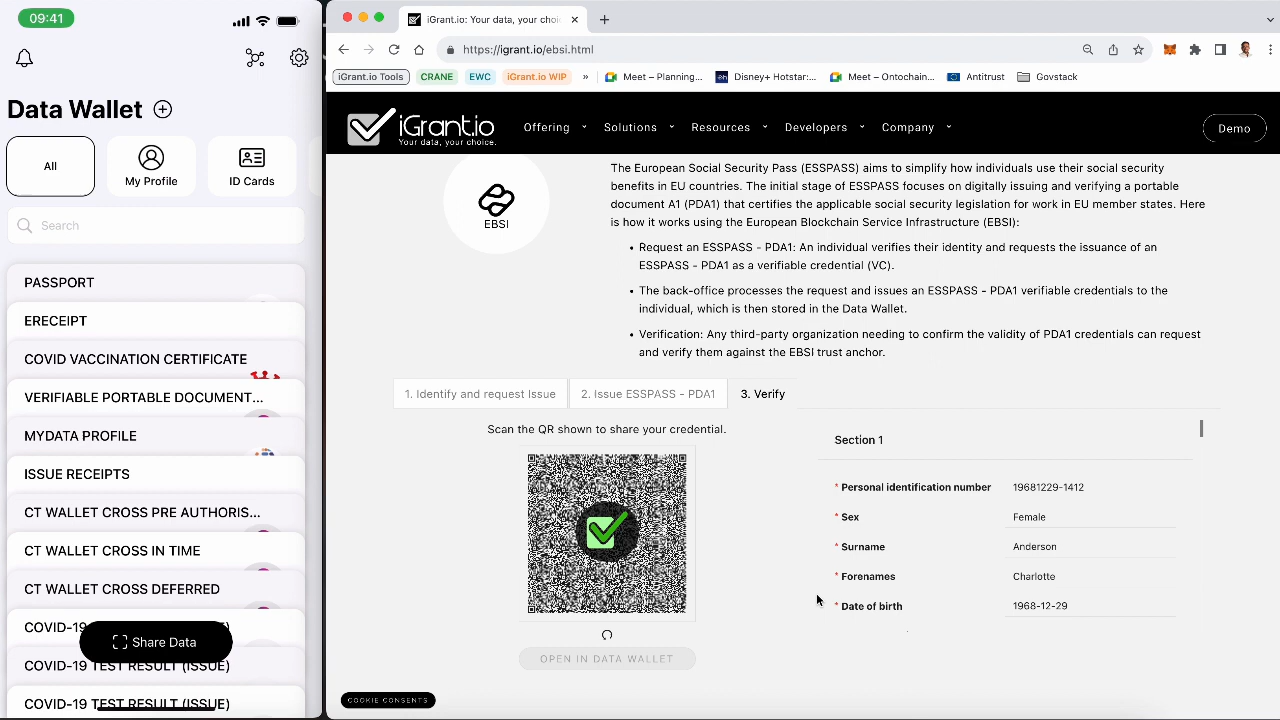 09:41
Data Wallet
All
My Profile
ID Cards
Search
PASSPORT
ERECEIPT
COVID VACCINATION CERTIFICATE
VERIFIABLE PORTABLE DOCUMENT...
MYDATA PROFILE
ISSUE RECEIPTS
CT WALLET CROSS PRE AUTHORIS...
CT WALLET CROSS IN TIME
CT WALLET CROSS DEFERRED
Share Data
COVID-19 TEST RESULT (ISSUE)
COVID-19 TEST RESULT (ISSUE)
iGrant.io: Your data, your choi
https://igrant.io/ebsi.html
iGrant.io Tools
CRANE
EWC
iGrant.io WIP
»
Meet – Planning...
Disney+ Hotstar:...
Meet – Ontochain...
Antitrust
Govstack
iGrant.io
Your data, your choice.
Offering
Solutions
Resources
Developers
Company
Demo
EBSI
The European Social Security Pass (ESSPASS) aims to simplify how individuals use their social security
benefits in EU countries. The initial stage of ESSPASS focuses on digitally issuing and verifying a portable
document A1 (PDA1) that certifies the applicable social security legislation for work in EU member states. Here
is how it works using the European Blockchain Service Infrastructure (EBSI):
• Request an ESSPASS - PDA1: An individual verifies their identity and requests the issuance of an
ESSPASS - PDA1 as a verifiable credential (VC).
• The back-office processes the request and issues an ESSPASS - PDA1 verifiable credentials to the
individual, which is then stored in the Data Wallet.
• Verification: Any third-party organization needing to confirm the validity of PDA1 credentials can request
and verify them against the EBSI trust anchor.
1. Identify and request Issue
2. Issue ESSPASS - PDA1
3. Verify
Scan the QR shown to share your credential.
OPEN IN DATA WALLET
Section 1
* Personal identification number 19681229-1412
* Sex Female
* Surname Anderson
* Forenames Charlotte
* Date of birth 1968-12-29
COOKIE CONSENTS